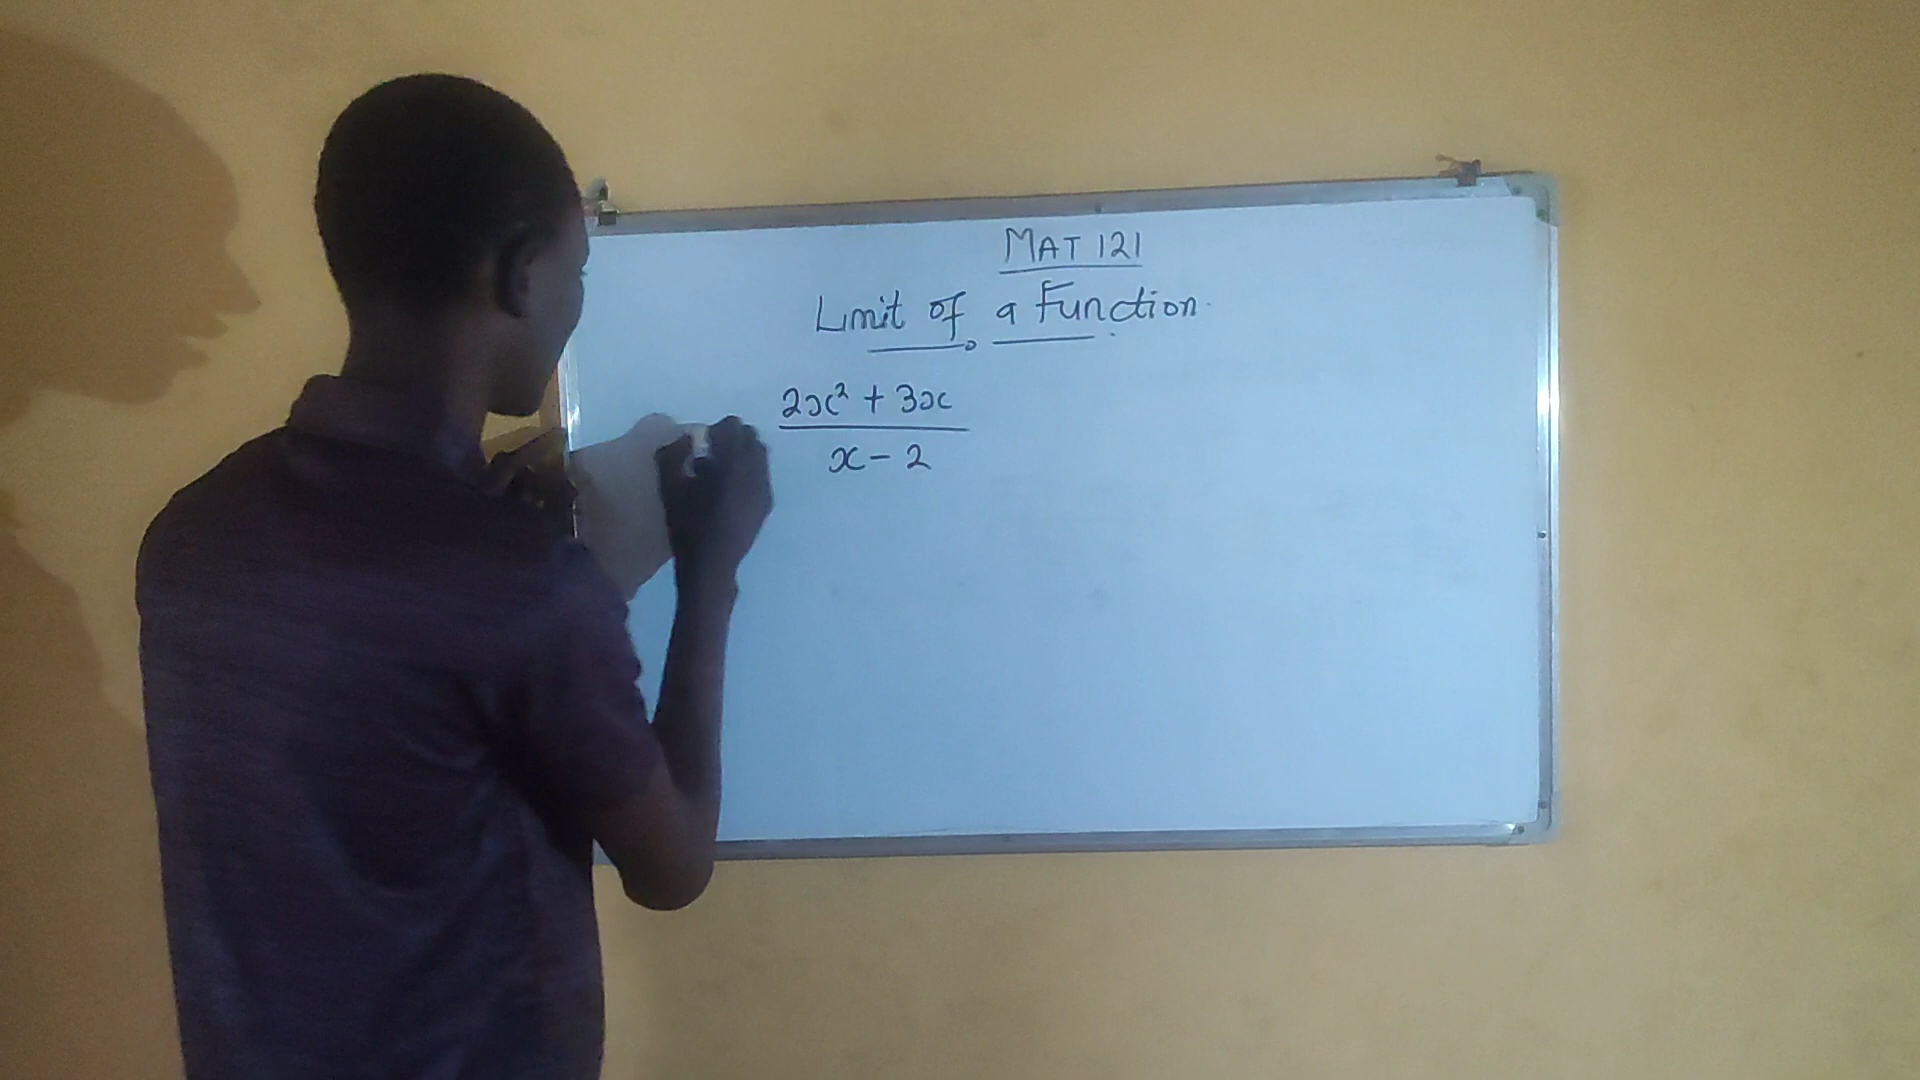 MAT 121
Limit of a Function.
2x² + 3x
x - 2